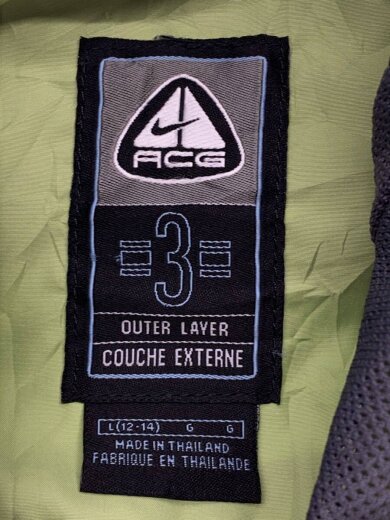 ACG
3
OUTER LAYER
COUCHE EXTERNE
L(12-14) G G
MADE IN THAILAND
FABRIQUE EN THAILANDE